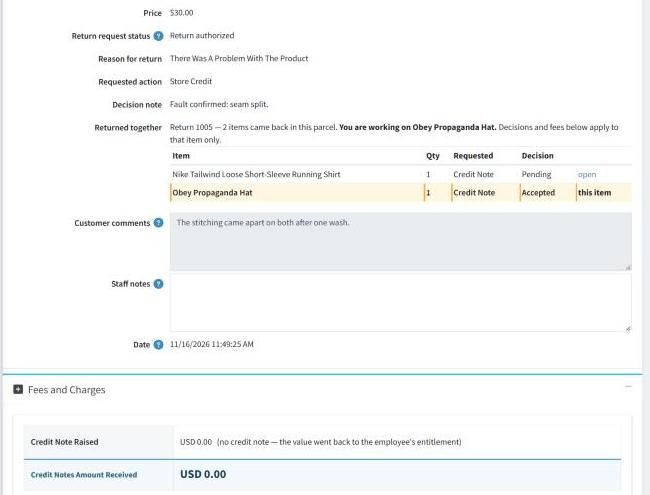 Price $30.00
Return request status ? Return authorized
Reason for return There Was A Problem With The Product
Requested action Store Credit
Decision note Fault confirmed: seam split.
Returned together Return 1005 — 2 items came back in this parcel. You are working on Obey Propaganda Hat. Decisions and fees below apply to
that item only.
Item Qty Requested Decision
Nike Tailwind Loose Short-Sleeve Running Shirt 1 Credit Note Pending open
Obey Propaganda Hat 1 Credit Note Accepted this item
Customer comments ? The stitching came apart on both after one wash.
Staff notes ?
Date ? 11/16/2026 11:49:25 AM
Fees and Charges
Credit Note Raised USD 0.00 (no credit note — the value went back to the employee's entitlement)
Credit Notes Amount Received USD 0.00